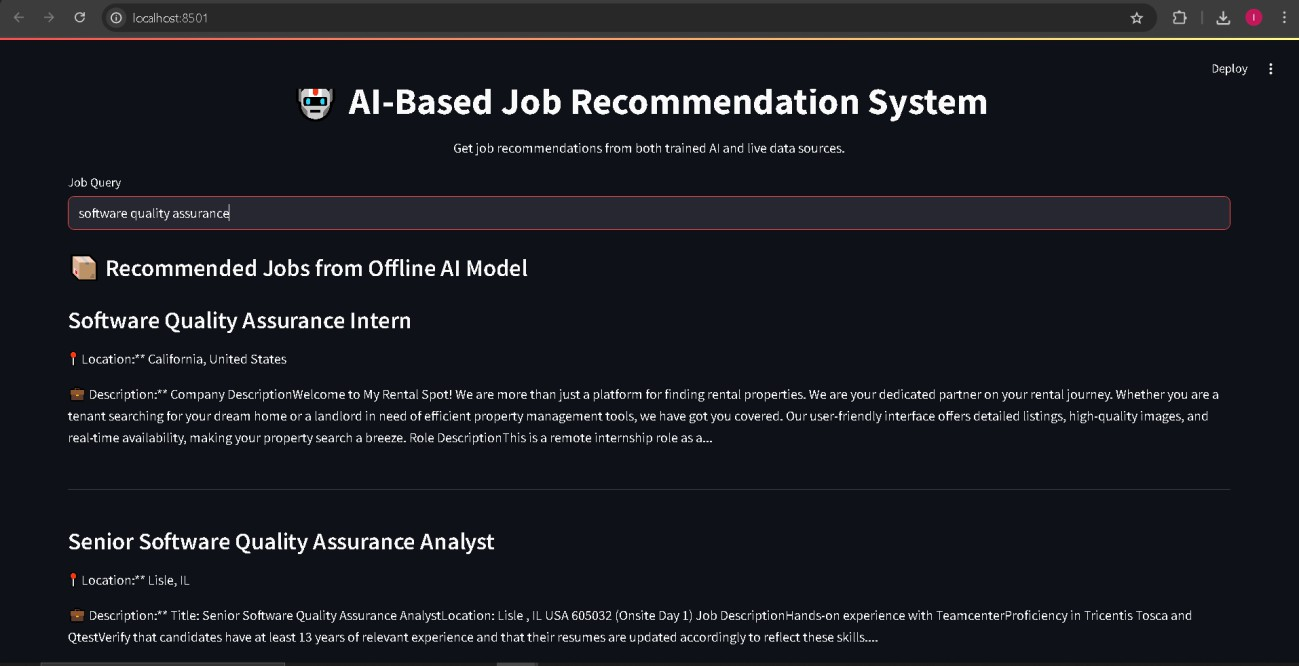 localhost:8501
Deploy
AI-Based Job Recommendation System
Get job recommendations from both trained AI and live data sources.
Job Query
software quality assurance
Recommended Jobs from Offline AI Model
Software Quality Assurance Intern
Location:** California, United States
Description:** Company DescriptionWelcome to My Rental Spot! We are more than just a platform for finding rental properties. We are your dedicated partner on your rental journey. Whether you are a
tenant searching for your dream home or a landlord in need of efficient property management tools, we have got you covered. Our user-friendly interface offers detailed listings, high-quality images, and
real-time availability, making your property search a breeze. Role DescriptionThis is a remote internship role as a...
Senior Software Quality Assurance Analyst
Location:** Lisle, IL
Description:** Title: Senior Software Quality Assurance AnalystLocation: Lisle , IL USA 605032 (Onsite Day 1) Job DescriptionHands-on experience with TeamcenterProficiency in Tricentis Tosca and
QtestVerify that candidates have at least 13 years of relevant experience and that their resumes are updated accordingly to reflect these skills....